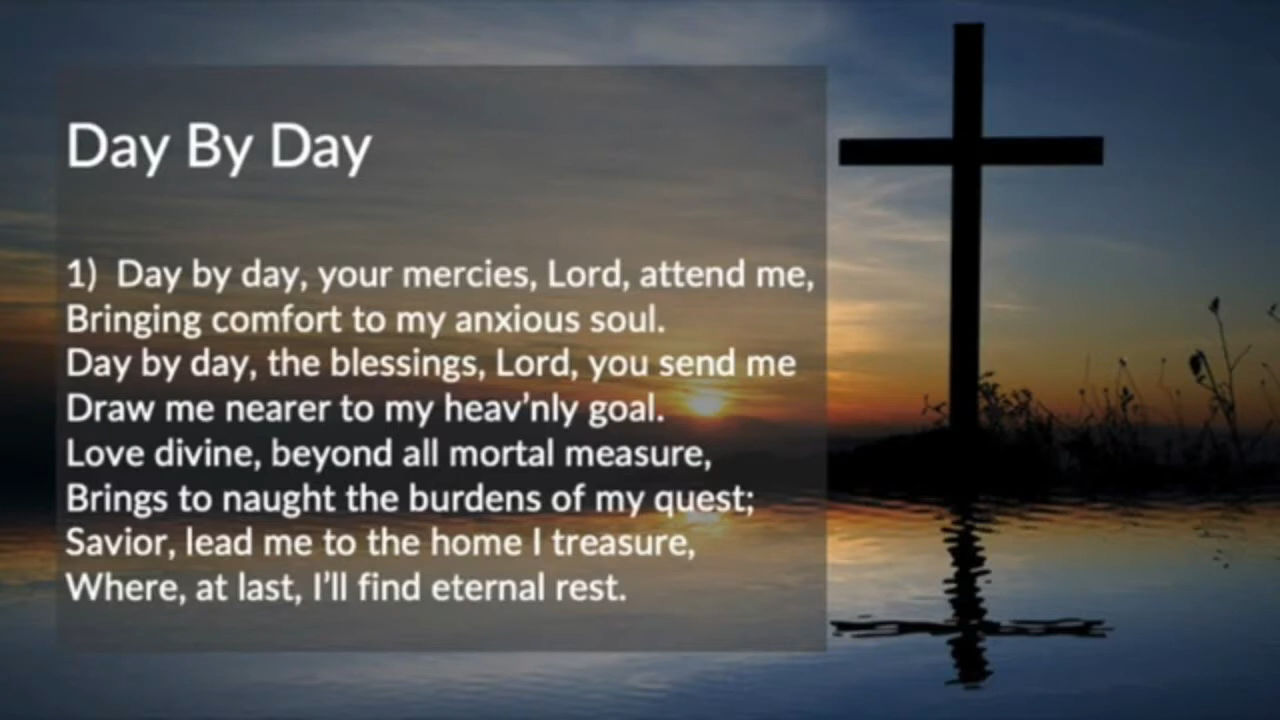 Day By Day
1) Day by day, your mercies, Lord, attend me,
Bringing comfort to my anxious soul.
Day by day, the blessings, Lord, you send me
Draw me nearer to my heav’nly goal.
Love divine, beyond all mortal measure,
Brings to naught the burdens of my quest;
Savior, lead me to the home I treasure,
Where, at last, I’ll find eternal rest.